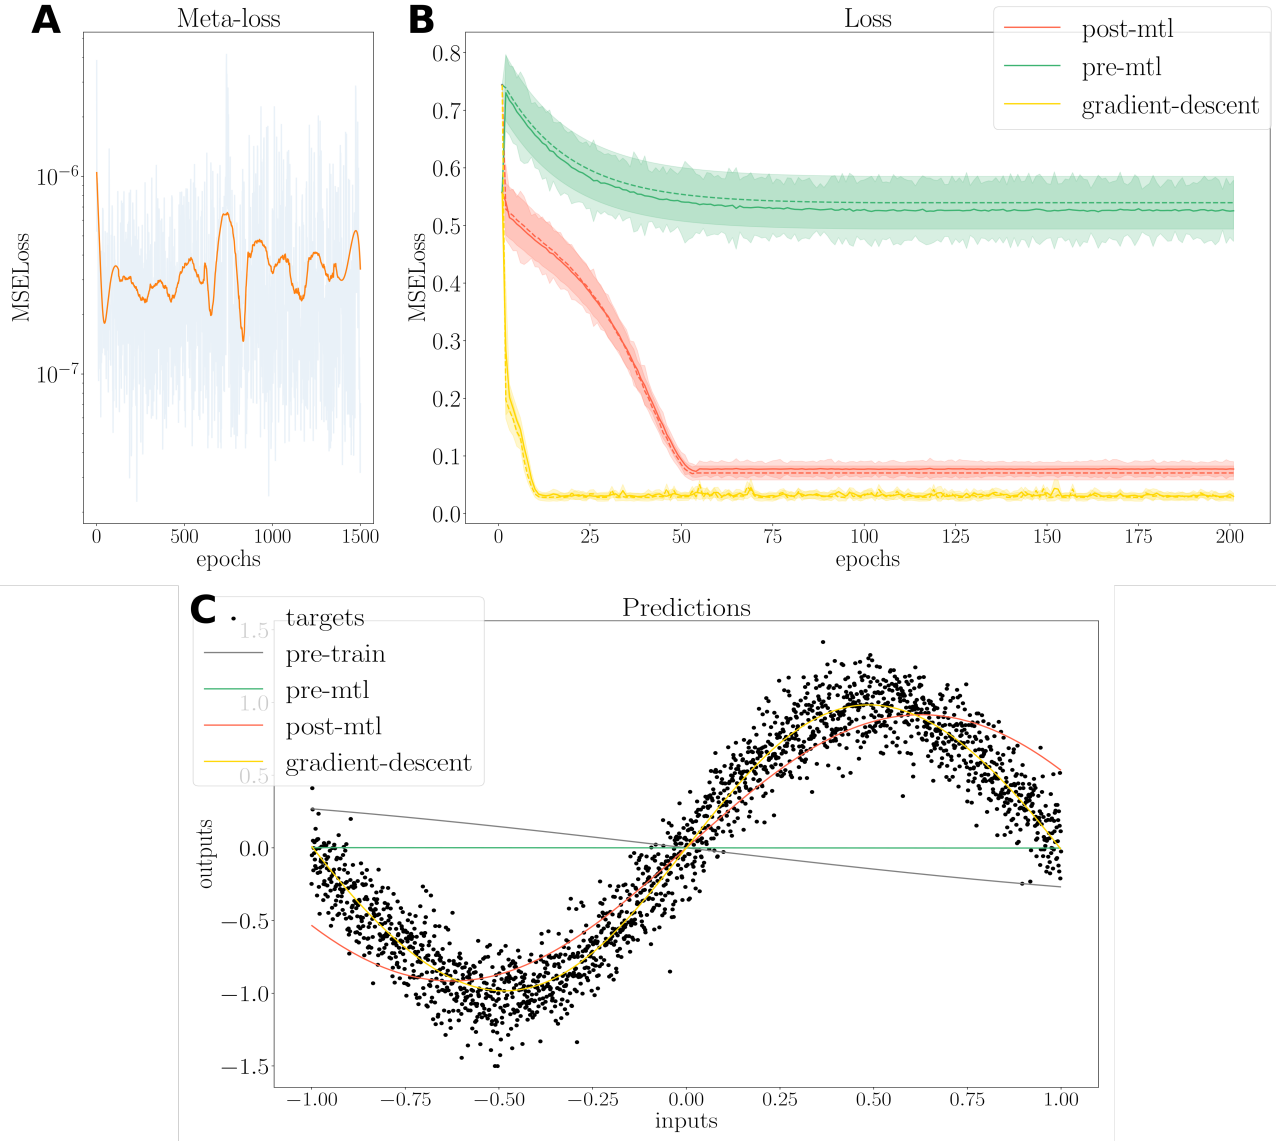 A
Meta-loss
MSELoss
10⁻⁶
10⁻⁷
0 500 1000 1500
epochs
B
Loss
post-mtl
pre-mtl
gradient-descent
MSELoss
0.8
0.7
0.6
0.5
0.4
0.3
0.2
0.1
0.0
0 25 50 75 100 125 150 175 200
epochs
C
Predictions
targets
pre-train
pre-mtl
post-mtl
gradient-descent
outputs
1.5
1.0
0.5
0.0
−0.5
−1.0
−1.5
−1.00 −0.75 −0.50 −0.25 0.00 0.25 0.50 0.75 1.00
inputs